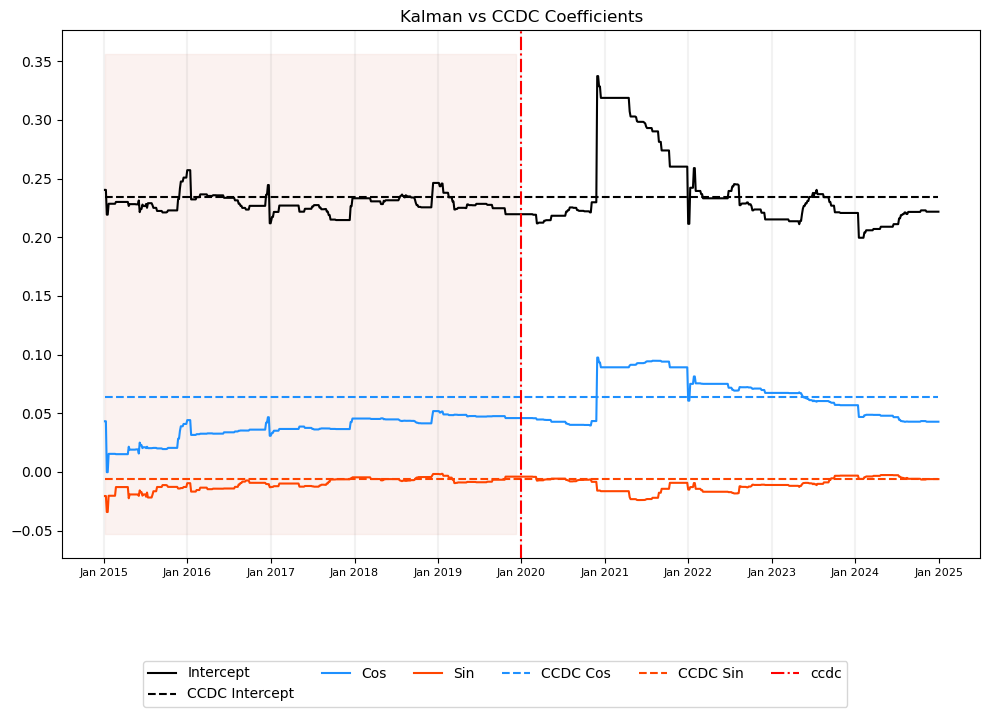 Kalman vs CCDC Coefficients
0.35
0.30
0.25
0.20
0.15
0.10
0.05
0.00
−0.05
Jan 2015 Jan 2016 Jan 2017 Jan 2018 Jan 2019 Jan 2020 Jan 2021 Jan 2022 Jan 2023 Jan 2024 Jan 2025
Intercept Cos Sin CCDC Cos CCDC Sin ccdc
CCDC Intercept